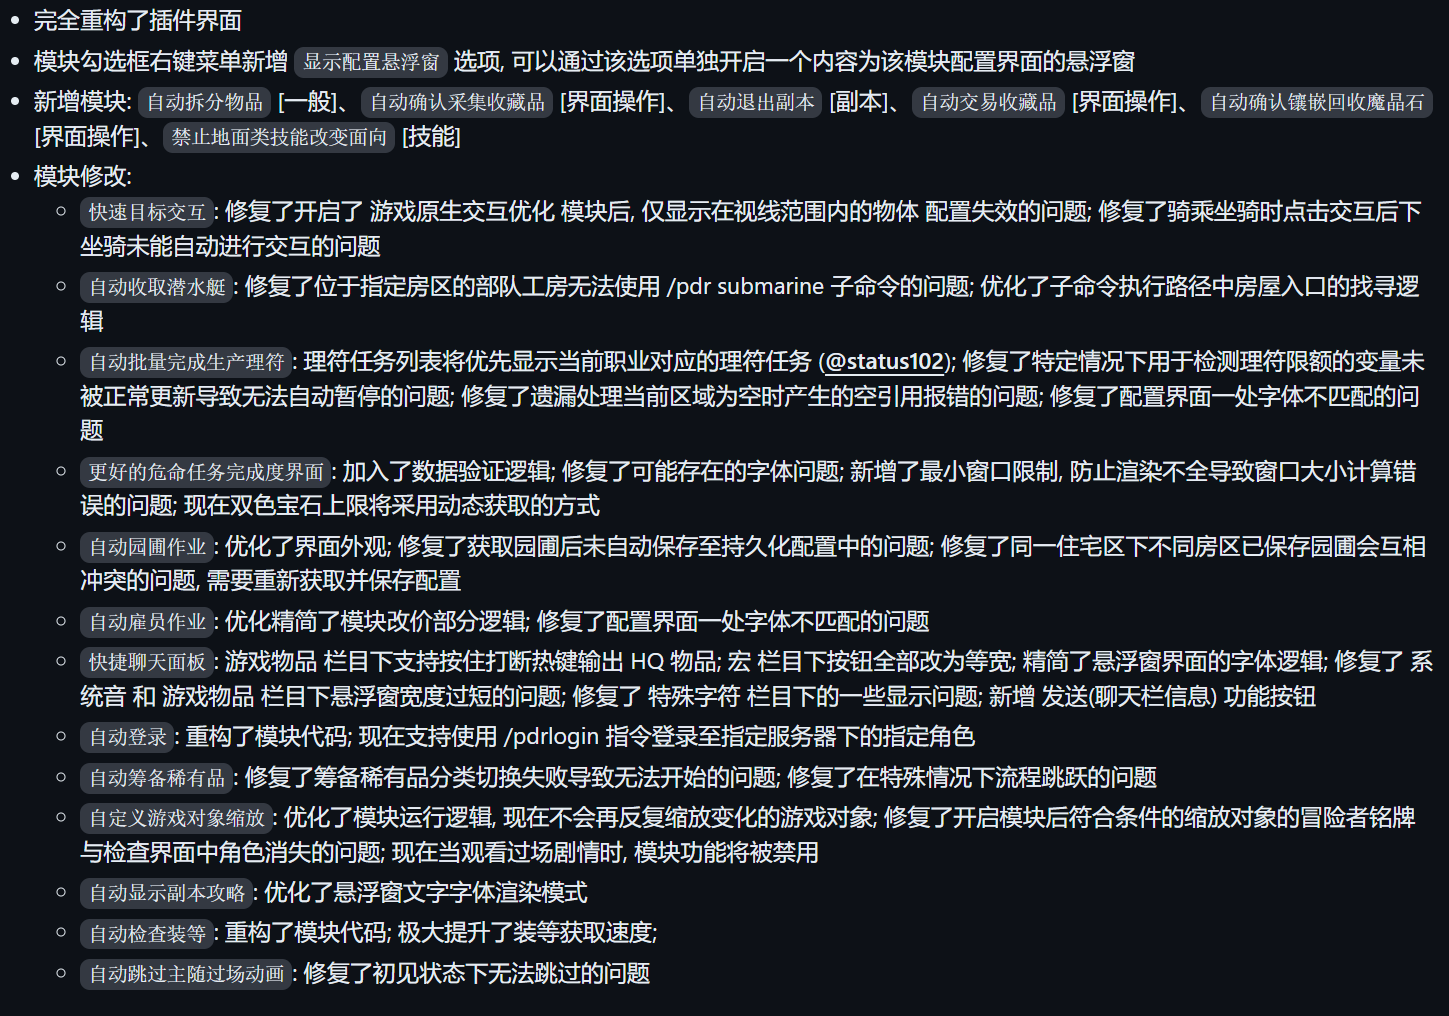 完全重构了插件界面
模块勾选框右键菜单新增 显示配置悬浮窗 选项, 可以通过该选项单独开启一个内容为该模块配置界面的悬浮窗
新增模块: 自动拆分物品 [一般]、 自动确认采集收藏品 [界面操作]、 自动退出副本 [副本]、 自动交易收藏品 [界面操作]、 自动确认镶嵌回收魔晶石
[界面操作]、 禁止地面类技能改变面向 [技能]
模块修改:
快速目标交互: 修复了开启了 游戏原生交互优化 模块后, 仅显示在视线范围内的物体 配置失效的问题; 修复了骑乘坐骑时点击交互后下
坐骑未能自动进行交互的问题
自动收取潜水艇: 修复了位于指定房区的部队工房无法使用 /pdr submarine 子命令的问题; 优化了子命令执行路径中房屋入口的找寻逻
辑
自动批量完成生产理符: 理符任务列表将优先显示当前职业对应的理符任务 (@status102); 修复了特定情况下用于检测理符限额的变量未
被正常更新导致无法自动暂停的问题; 修复了遗漏处理当前区域为空时产生的空引用报错的问题; 修复了配置界面一处字体不匹配的问
题
更好的危命任务完成度界面: 加入了数据验证逻辑; 修复了可能存在的字体问题; 新增了最小窗口限制, 防止渲染不全导致窗口大小计算错
误的问题; 现在双色宝石上限将采用动态获取的方式
自动园圃作业: 优化了界面外观; 修复了获取园圃后未自动保存至持久化配置中的问题; 修复了同一住宅区下不同房区已保存园圃会互相
冲突的问题, 需要重新获取并保存配置
自动雇员作业: 优化精简了模块改价部分逻辑; 修复了配置界面一处字体不匹配的问题
快捷聊天面板: 游戏物品 栏目下支持按住打断热键输出 HQ 物品; 宏 栏目下按钮全部改为等宽; 精简了悬浮窗界面的字体逻辑; 修复了 系
统音 和 游戏物品 栏目下悬浮窗宽度过短的问题; 修复了 特殊字符 栏目下的一些显示问题; 新增 发送(聊天栏信息) 功能按钮
自动登录: 重构了模块代码; 现在支持使用 /pdrlogin 指令登录至指定服务器下的指定角色
自动筹备稀有品: 修复了筹备稀有品分类切换失败导致无法开始的问题; 修复了在特殊情况下流程跳跃的问题
自定义游戏对象缩放: 优化了模块运行逻辑, 现在不会再反复缩放变化的游戏对象; 修复了开启模块后符合条件的缩放对象的冒险者铭牌
与检查界面中角色消失的问题; 现在当观看过场剧情时, 模块功能将被禁用
自动显示副本攻略: 优化了悬浮窗文字字体渲染模式
自动检查装等: 重构了模块代码; 极大提升了装等获取速度;
自动跳过主随过场动画: 修复了初见状态下无法跳过的问题